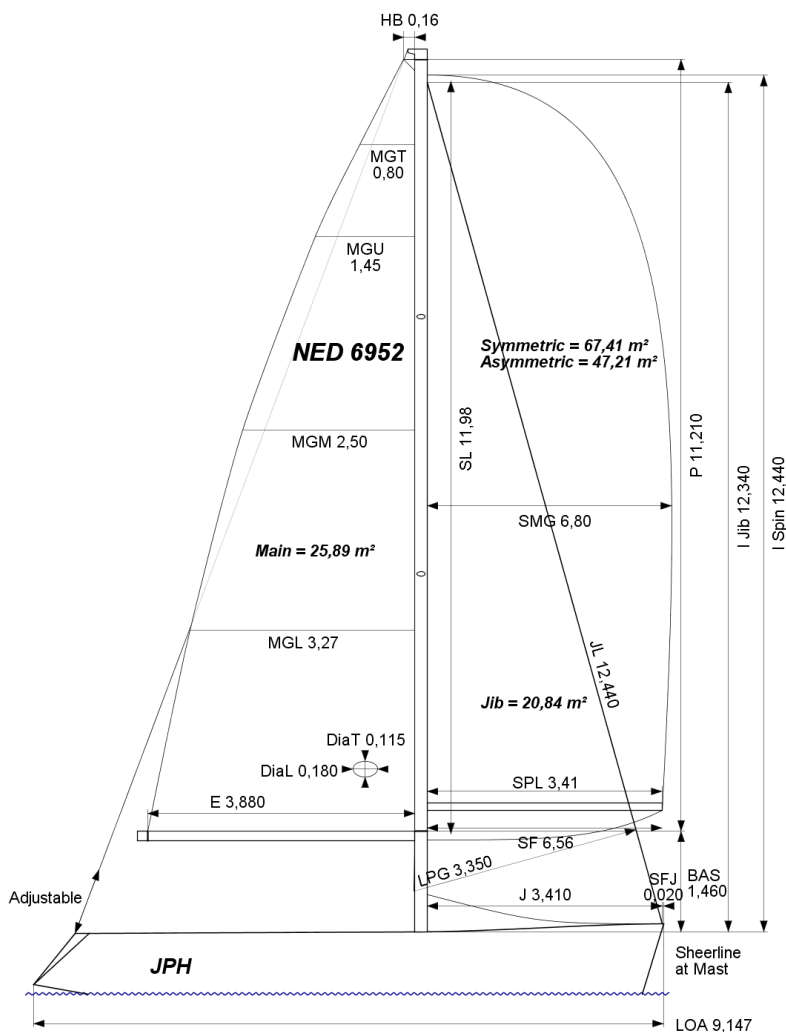 HB 0,16
MGT
0,80
MGU
1,45
NED 6952
Symmetric = 67,41 m²
Asymmetric = 47,21 m²
SL 11,98
P 11,210
I Jib 12,340
I Spin 12,440
MGM 2,50
SMG 6,80
Main = 25,89 m²
MGL 3,27
JL 12,440
Jib = 20,84 m²
DiaT 0,115
DiaL 0,180
SPL 3,41
E 3,880
SF 6,56
LPG 3,350
SFJ
0,020
BAS
1,460
Adjustable
J 3,410
JPH
Sheerline
at Mast
LOA 9,147